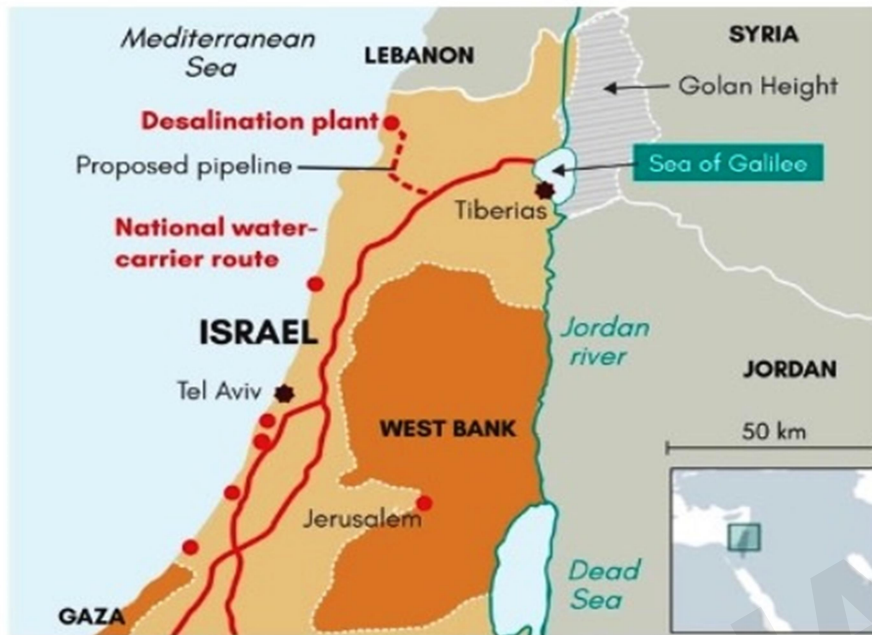 Mediterranean
Sea
LEBANON
SYRIA
Golan Height
Desalination plant
Proposed pipeline
Sea of Galilee
Tiberias
National water-
carrier route
ISRAEL
Jordan
river
Tel Aviv
JORDAN
WEST BANK
50 km
Jerusalem
Dead
Sea
GAZA